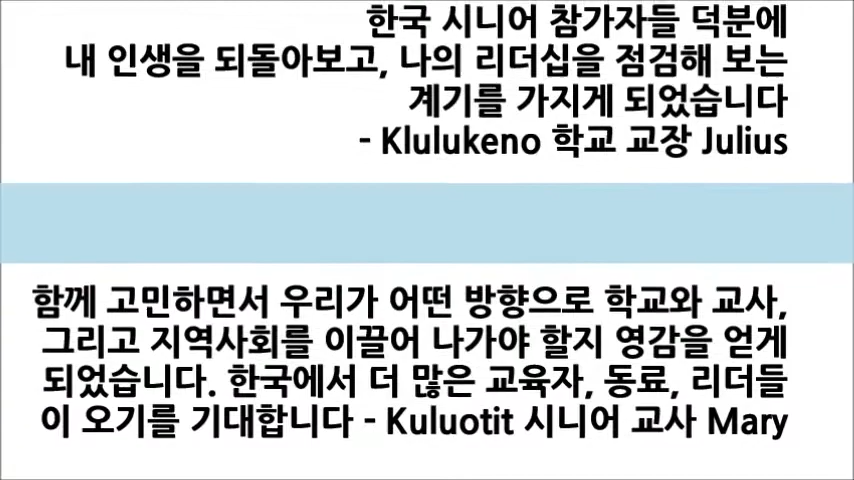 한국 시니어 참가자들 덕분에
내 인생을 되돌아보고, 나의 리더십을 점검해 보는
계기를 가지게 되었습니다
- Klulukeno 학교 교장 Julius
함께 고민하면서 우리가 어떤 방향으로 학교와 교사,
그리고 지역사회를 이끌어 나가야 할지 영감을 얻게
되었습니다. 한국에서 더 많은 교육자, 동료, 리더들
이 오기를 기대합니다 - Kuluotit 시니어 교사 Mary